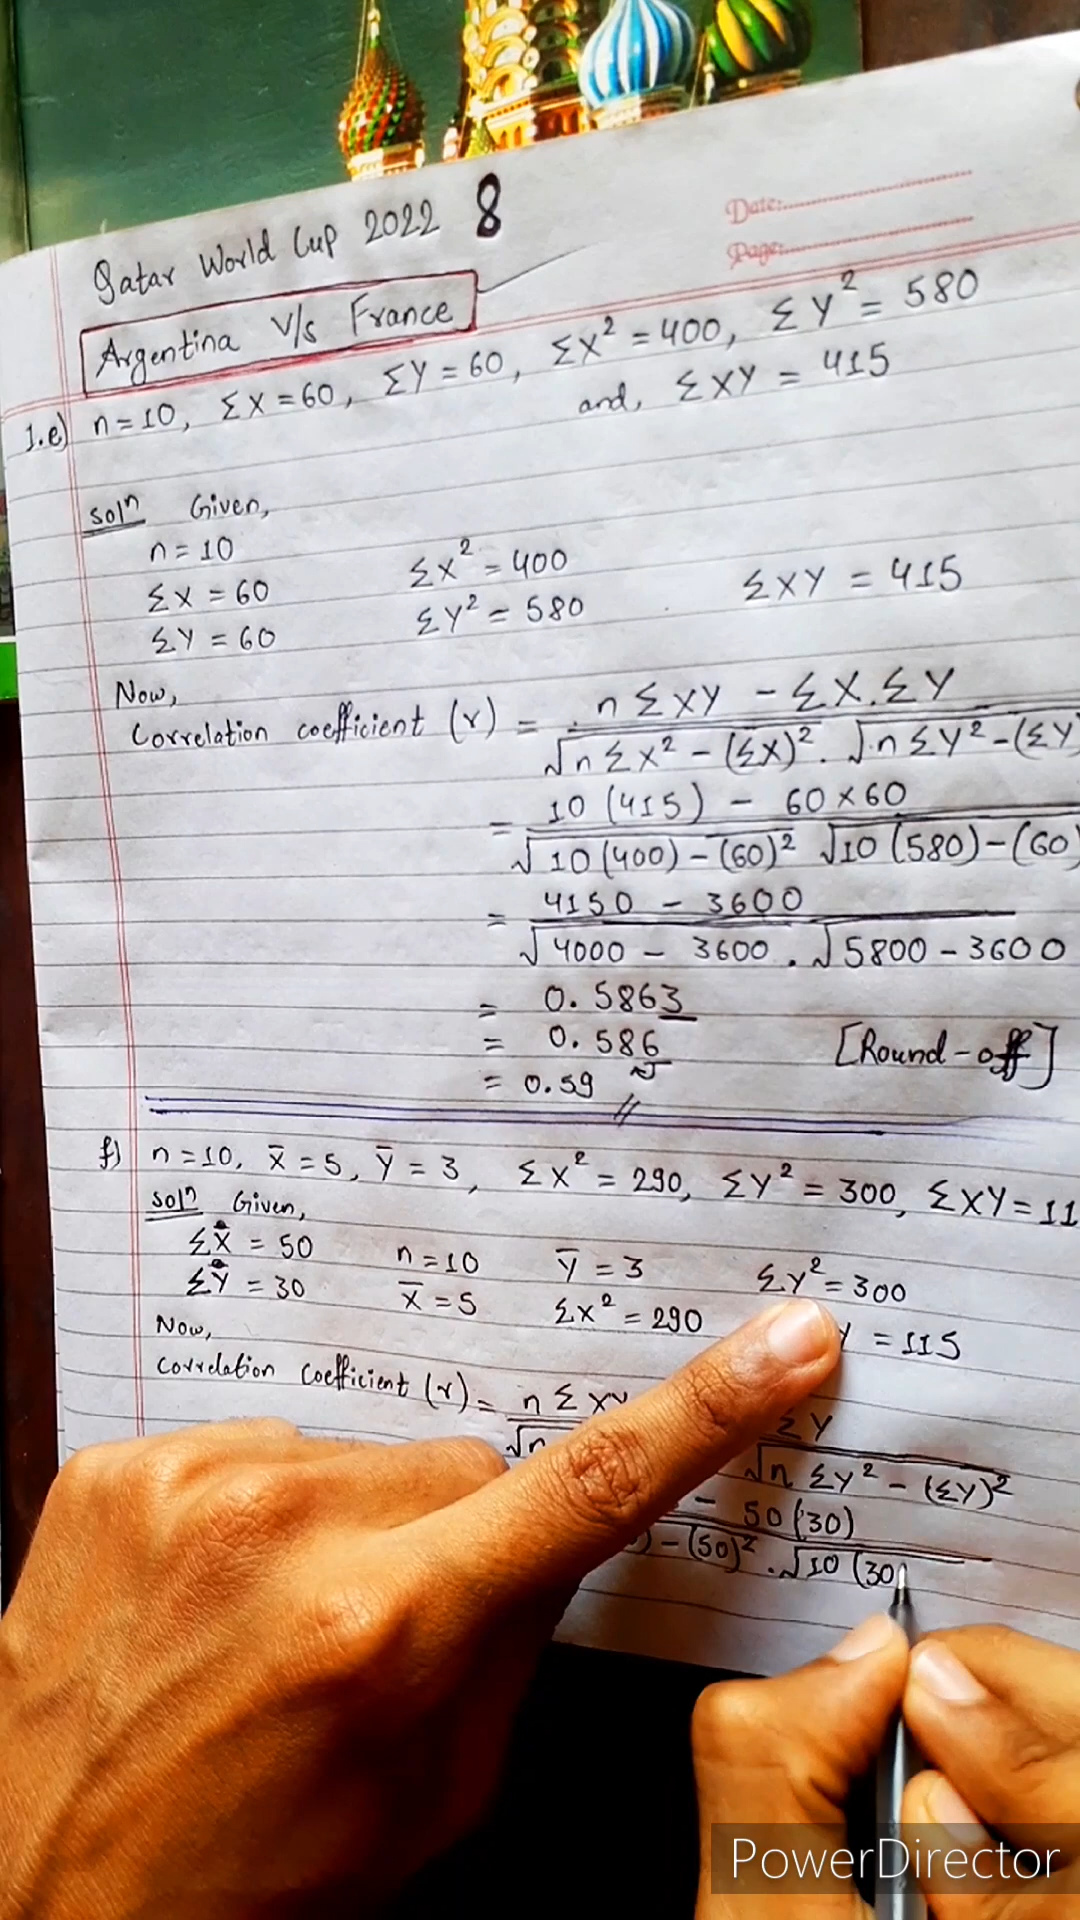 Qatar World Cup 2022 8
Date:
Page:
Argentina v/s France
1.e) n=10, ΣX=60, ΣY=60, ΣX²=400, ΣY²=580
and, ΣXY = 415
Solⁿ Given,
n=10
ΣX²=400
ΣXY = 415
ΣX = 60
ΣY²=580
ΣY = 60
Now,
Correlation coefficient (r) = nΣXY - ΣX.ΣY
√nΣX²-(ΣX)² . √nΣY²-(ΣY)
= 10(415) - 60×60
√10(400)-(60)² √10(580)-(60)
= 4150 - 3600
√4000 - 3600 . √5800-3600
= 0.5863
= 0.586 [Round-off]
= 0.59
f) n=10, X̄=5, Ȳ=3, ΣX²=290, ΣY²=300, ΣXY=11
Solⁿ Given,
ΣX = 50 n=10 Ȳ=3 ΣY²=300
ΣY = 30 X̄=5 ΣX²=290 Y = 115
Now,
Correlation Coefficient (r) = nΣXY ΣY
√n √nΣY²-(ΣY)²
- 50(30)
)-(50)² . √10(30
PowerDirector